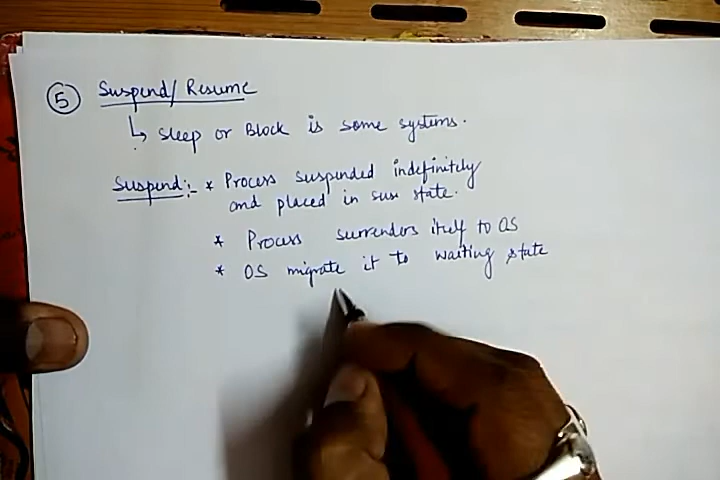 5 Suspend/Resume
↳ Sleep or Block is some systems.
Suspend:- * Process suspended indefinitely
and placed in sus state.
* Process surrenders itself to OS
* OS migrate it to waiting state